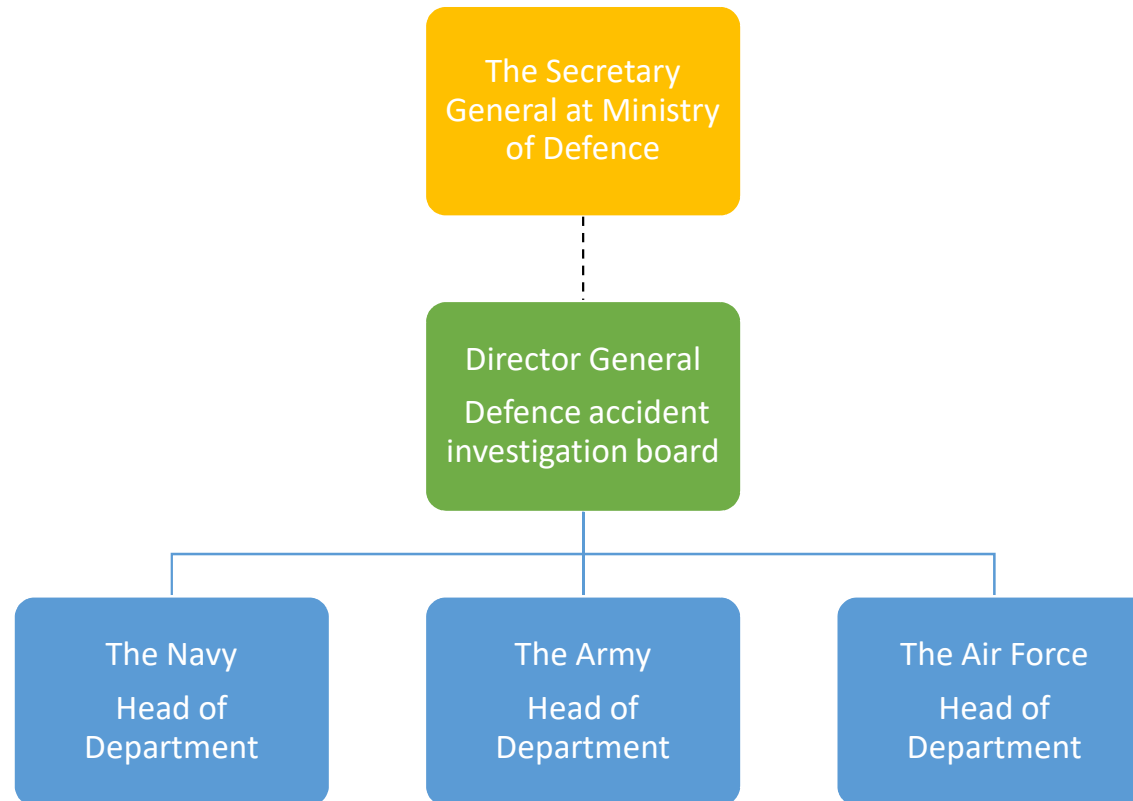 The Secretary
General at Ministry
of Defence
Director General
Defence accident
investigation board
The Navy
Head of
Department
The Army
Head of
Department
The Air Force
Head of
Department